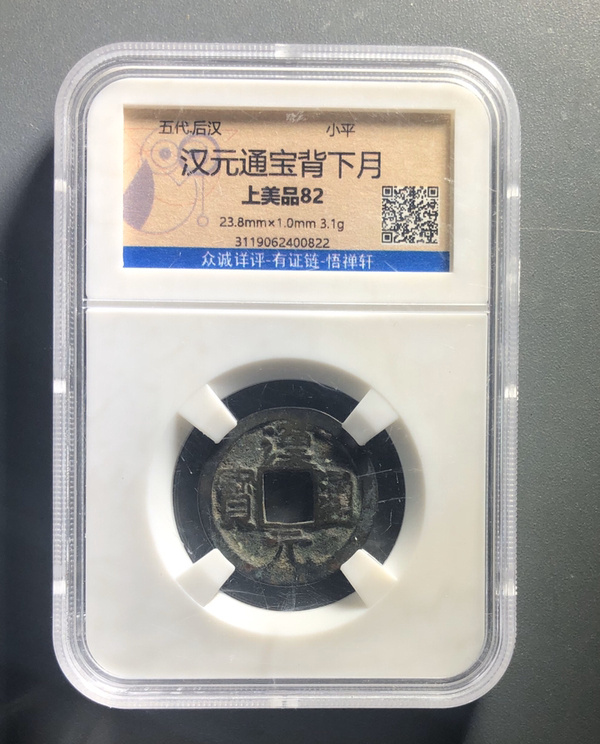 五代.后汉 小平
汉元通宝背下月
上美品82
23.8mm×1.0mm 3.1g
3119062400822
众诚详评-有证链-悟禅轩
漢
寶 通
元